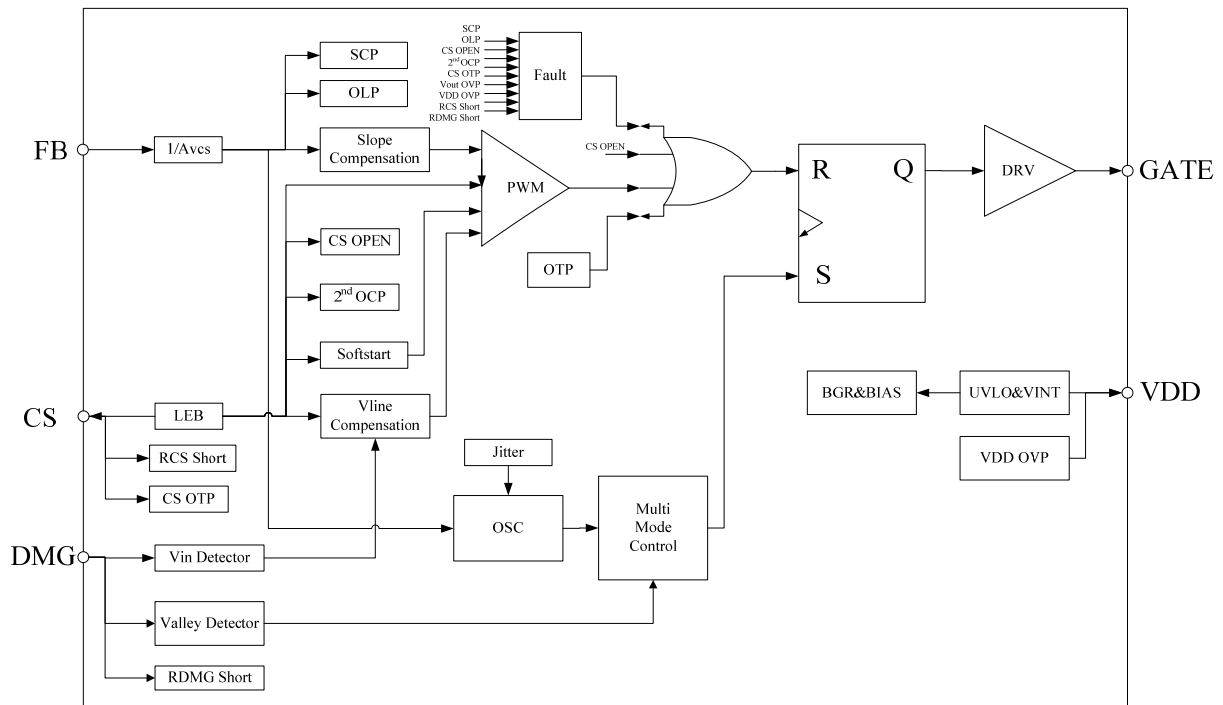 SCP
OLP
SCP
OLP
CS OPEN
2nd OCP
CS OTP
Vout OVP
VDD OVP
RCS Short
RDMG Short
Fault
FB
1/Avcs
Slope
Compensation
CS OPEN
PWM
R
Q
DRV
GATE
CS OPEN
OTP
S
2nd OCP
Softstart
BGR&BIAS
UVLO&VINT
VDD
CS
LEB
Vline
Compensation
RCS Short
Jitter
VDD OVP
CS OTP
OSC
Multi
Mode
Control
DMG
Vin Detector
Valley Detector
RDMG Short